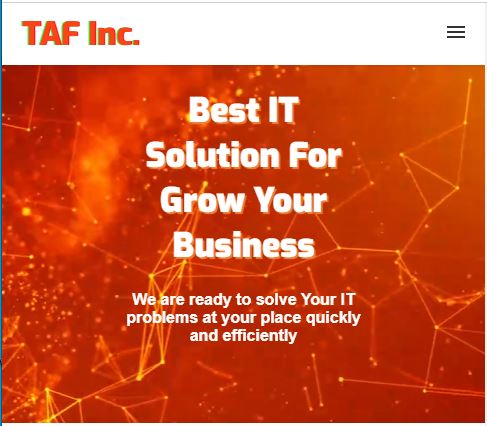 TAF Inc.
Best IT
Solution For
Grow Your
Business
We are ready to solve Your IT
problems at your place quickly
and efficiently